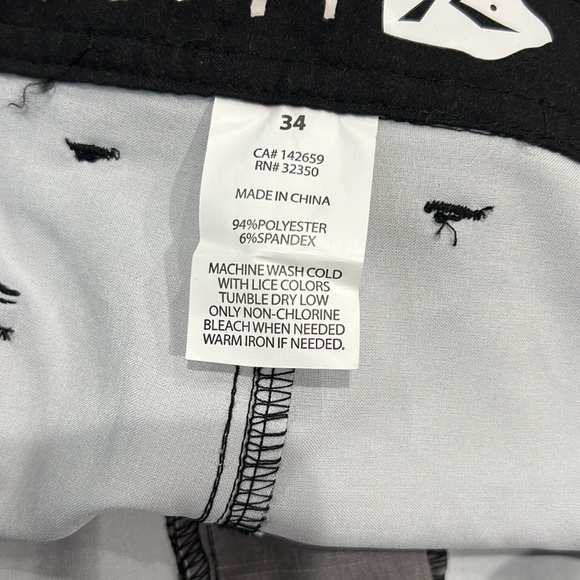 34
CA# 142659
RN# 32350
MADE IN CHINA
94%POLYESTER
6%SPANDEX
MACHINE WASH COLD
WITH LICE COLORS
TUMBLE DRY LOW
ONLY NON-CHLORINE
BLEACH WHEN NEEDED
WARM IRON IF NEEDED.